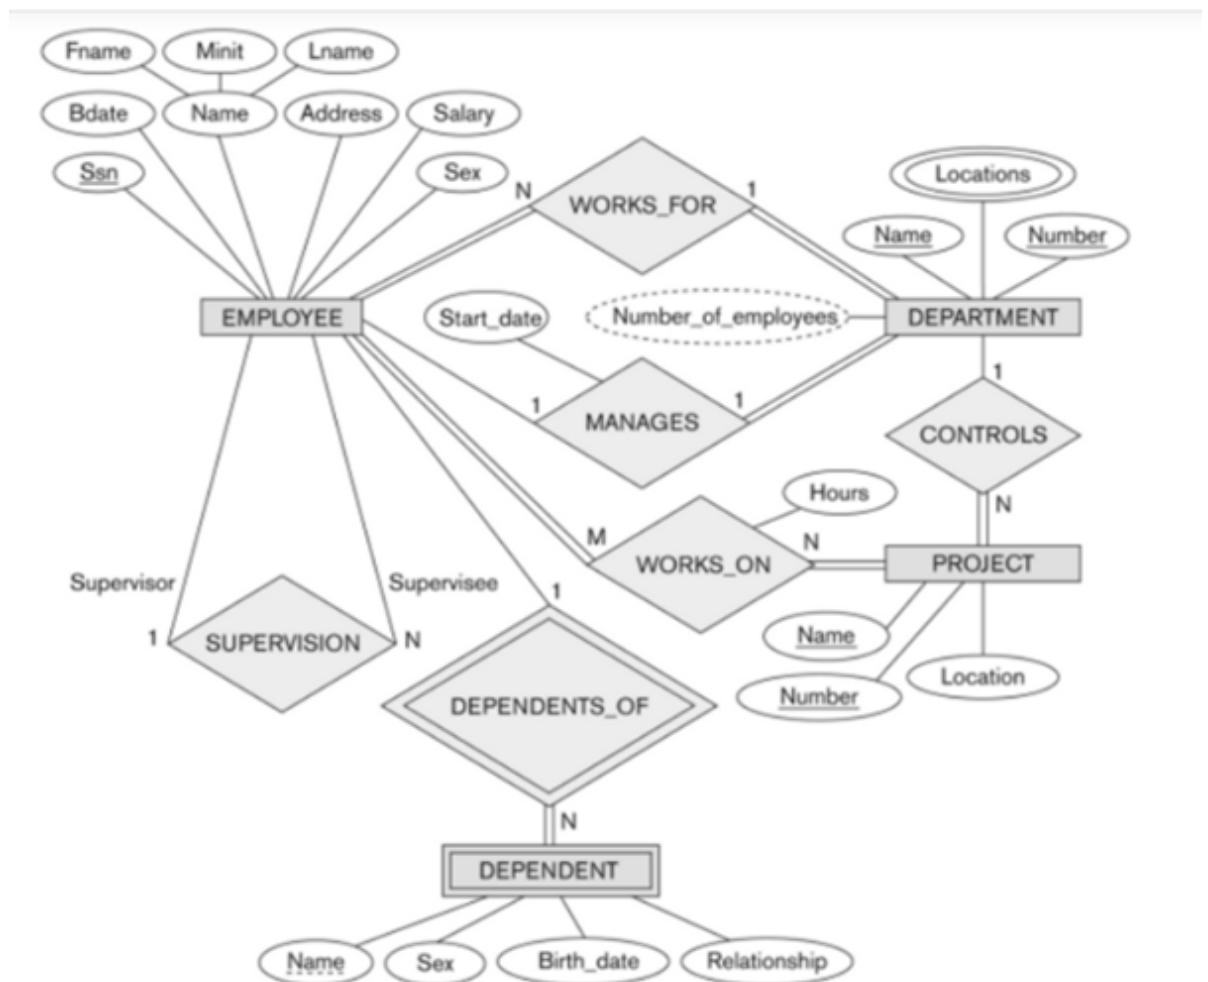 Fname Minit Lname
Bdate Name Address Salary
Ssn Sex
N WORKS_FOR 1
Locations
Name Number
EMPLOYEE Start_date Number_of_employees DEPARTMENT
1 MANAGES 1
1
CONTROLS
N
Hours
M WORKS_ON N PROJECT
Supervisor Supervisee
1 SUPERVISION N
1
Name
Number Location
DEPENDENTS_OF
N
DEPENDENT
Name Sex Birth_date Relationship